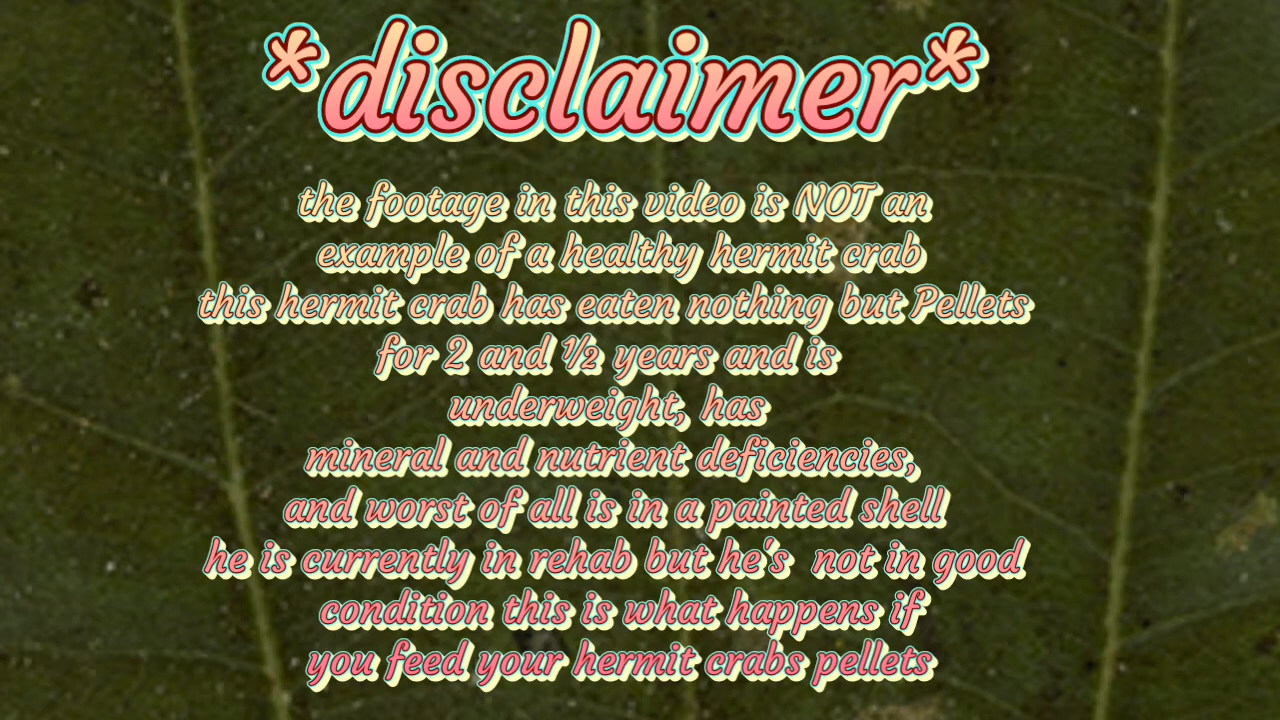 *disclaimer*
the footage in this video is NOT an
example of a healthy hermit crab
this hermit crab has eaten nothing but Pellets
for 2 and ½ years and is
underweight, has
mineral and nutrient deficiencies,
and worst of all is in a painted shell
he is currently in rehab but he's  not in good
condition this is what happens if
you feed your hermit crabs pellets